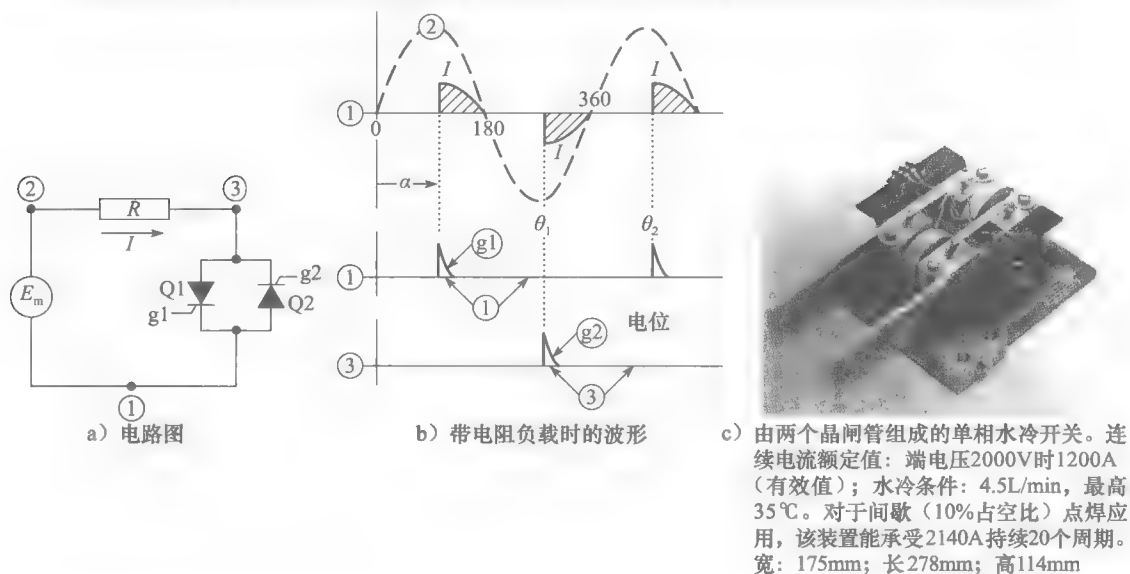 ②
③
R
I
E_m
Q1
g1
g2
Q2
①
a）电路图
②
I
I
360
①
0
180
I
α
θ₁
θ₂
g1
①
①
电位
g2
③
③
b）带电阻负载时的波形
c）由两个晶闸管组成的单相水冷开关。连
续电流额定值：端电压2000V时1200A
（有效值）；水冷条件：4.5L/min，最高
35℃。对于间歇（10%占空比）点焊应
用，该装置能承受2140A持续20个周期。
宽：175mm；长278mm；高114mm